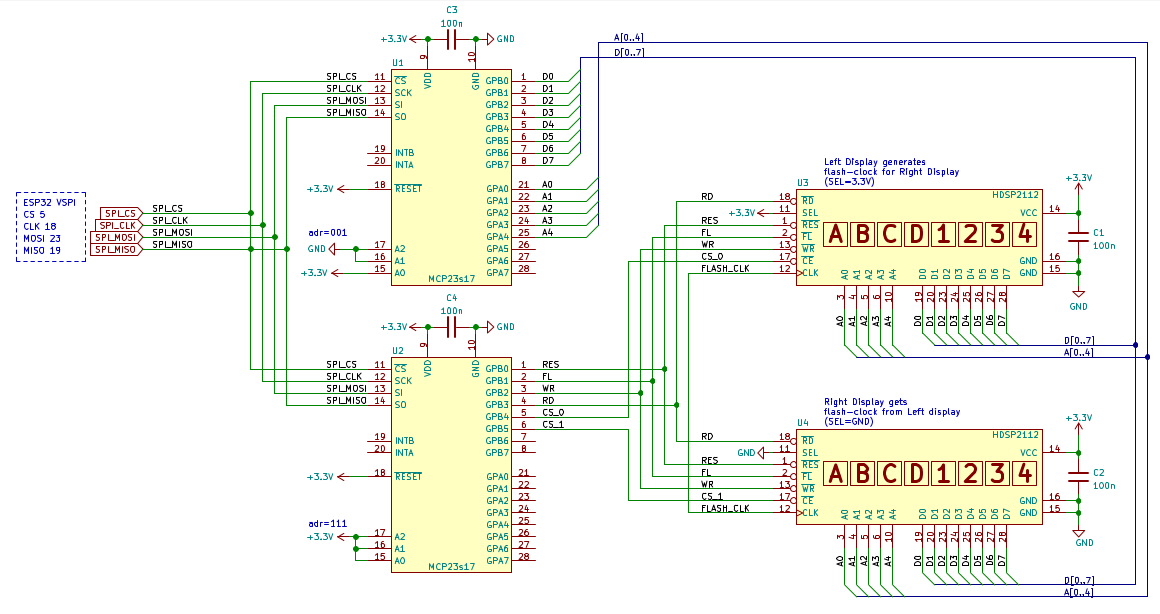 C3
100n
+3.3V
GND
A[0..4]
D[0..7]
U1
9
VDD
10
GND
SPI_CS 11 CS GPB0 1 D0
SPI_CLK 12 SCK GPB1 2 D1
SPI_MOSI 13 SI GPB2 3 D2
SPI_MISO 14 SO GPB3 4 D3
GPB4 5 D4
GPB5 6 D5
19 INTB GPB6 7 D6
20 INTA GPB7 8 D7
+3.3V 18 RESET GPA0 21 A0
GPA1 22 A1
GPA2 23 A2
GPA3 24 A3
adr=001
GPA4 25 A4
GND 17 A2 GPA5 26
16 A1 GPA6 27
+3.3V 15 A0 GPA7 28
MCP23s17
ESP32 VSPI
CS 5
CLK 18
MOSI 23
MISO 19
SPI_CS SPI_CS
SPI_CLK SPI_CLK
SPI_MOSI SPI_MOSI
SPI_MISO SPI_MISO
C4
100n
+3.3V
GND
U2
9
VDD
10
GND
SPI_CS 11 CS GPB0 1 RES
SPI_CLK 12 SCK GPB1 2 FL
SPI_MOSI 13 SI GPB2 3 WR
SPI_MISO 14 SO GPB3 4 RD
GPB4 5 CS_0
GPB5 6 CS_1
19 INTB GPB6 7
20 INTA GPB7 8
+3.3V 18 RESET GPA0 21
GPA1 22
GPA2 23
GPA3 24
adr=111
GPA4 25
+3.3V 17 A2 GPA5 26
16 A1 GPA6 27
15 A0 GPA7 28
MCP23s17
Left Display generates
flash-clock for Right Display
(SEL=3.3V)
U3
HDSP2112
RD 18 RD
+3.3V 11 SEL
RES 1 RES
FL 2 FL
WR 13 WR
CS_0 17 CE
FLASH_CLK 12 CLK
A B C D 1 2 3 4
VCC 14
GND 16
GND 15
+3.3V
C1
100n
GND
A0 A1 A2 A3 A4 D0 D1 D2 D3 D4 D5 D6 D7
3 4 5 6 10 19 20 23 24 25 26 27 28
A0 A1 A2 A3 A4 D0 D1 D2 D3 D4 D5 D6 D7
D[0..7]
A[0..4]
Right Display gets
flash-clock from Left display
(SEL=GND)
U4
HDSP2112
RD 18 RD
GND 11 SEL
RES 1 RES
FL 2 FL
WR 13 WR
CS_1 17 CE
FLASH_CLK 12 CLK
A B C D 1 2 3 4
VCC 14
GND 16
GND 15
+3.3V
C2
100n
GND
A0 A1 A2 A3 A4 D0 D1 D2 D3 D4 D5 D6 D7
3 4 5 6 10 19 20 23 24 25 26 27 28
A0 A1 A2 A3 A4 D0 D1 D2 D3 D4 D5 D6 D7
D[0..7]
A[0..4]